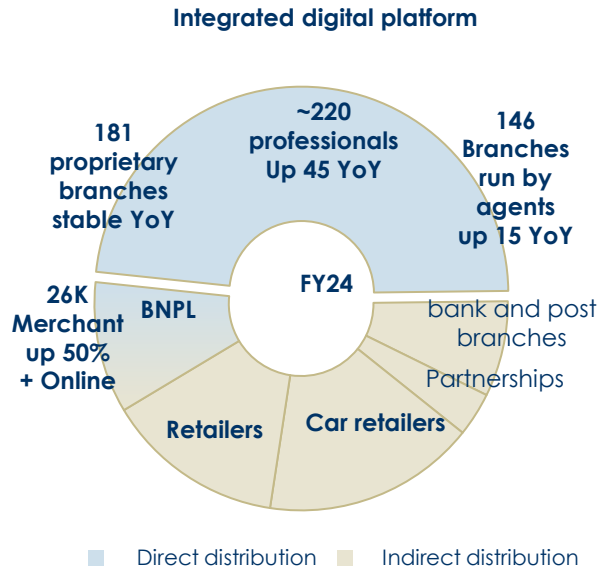 Integrated digital platform
181
proprietary
branches
stable YoY
~220
professionals
Up 45 YoY
146
Branches
run by
agents
up 15 YoY
FY24
26K
Merchant
up 50%
+ Online
BNPL
bank and post
branches
Partnerships
Retailers
Car retailers
Direct distribution
Indirect distribution